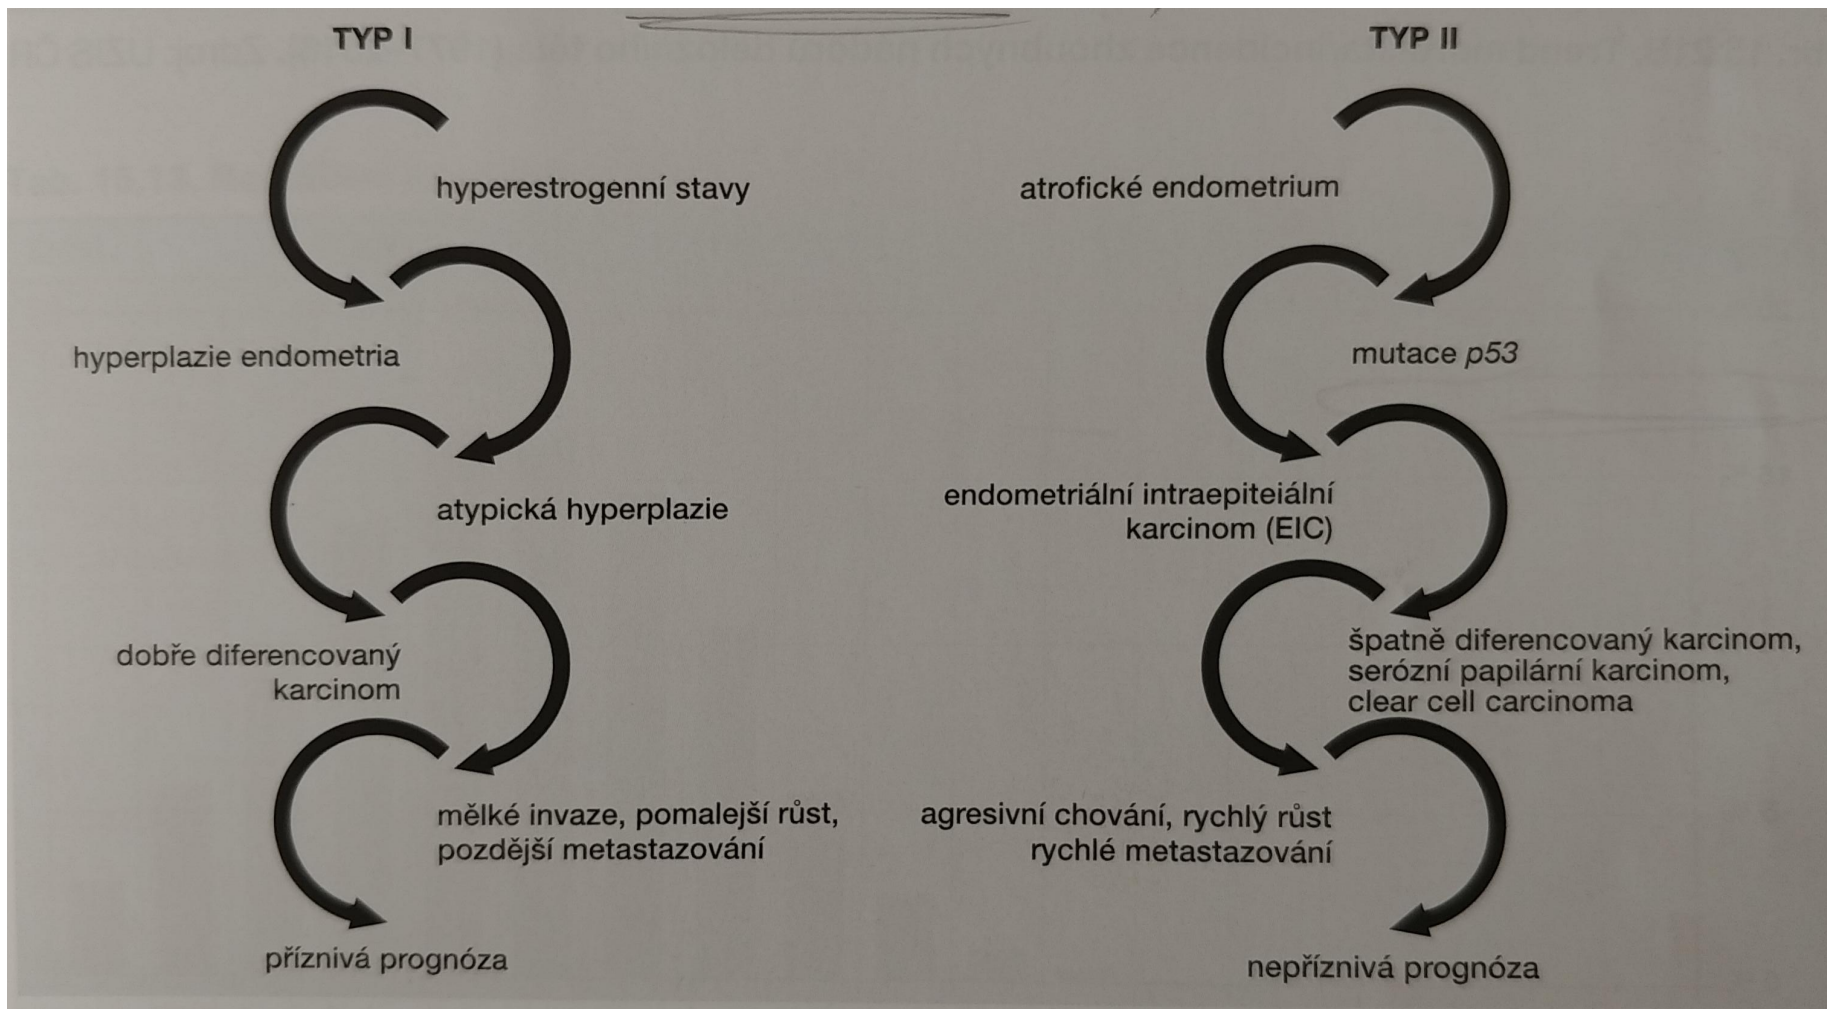 TYP I
hyperestrogenní stavy
hyperplazie endometria
atypická hyperplazie
dobře diferencovaný
karcinom
mělké invaze, pomalejší růst,
pozdější metastazování
příznivá prognóza
TYP II
atrofické endometrium
mutace p53
endometriální intraepiteiální
karcinom (EIC)
špatně diferencovaný karcinom,
serózní papilární karcinom,
clear cell carcinoma
agresivní chování, rychlý růst
rychlé metastazování
nepříznivá prognóza